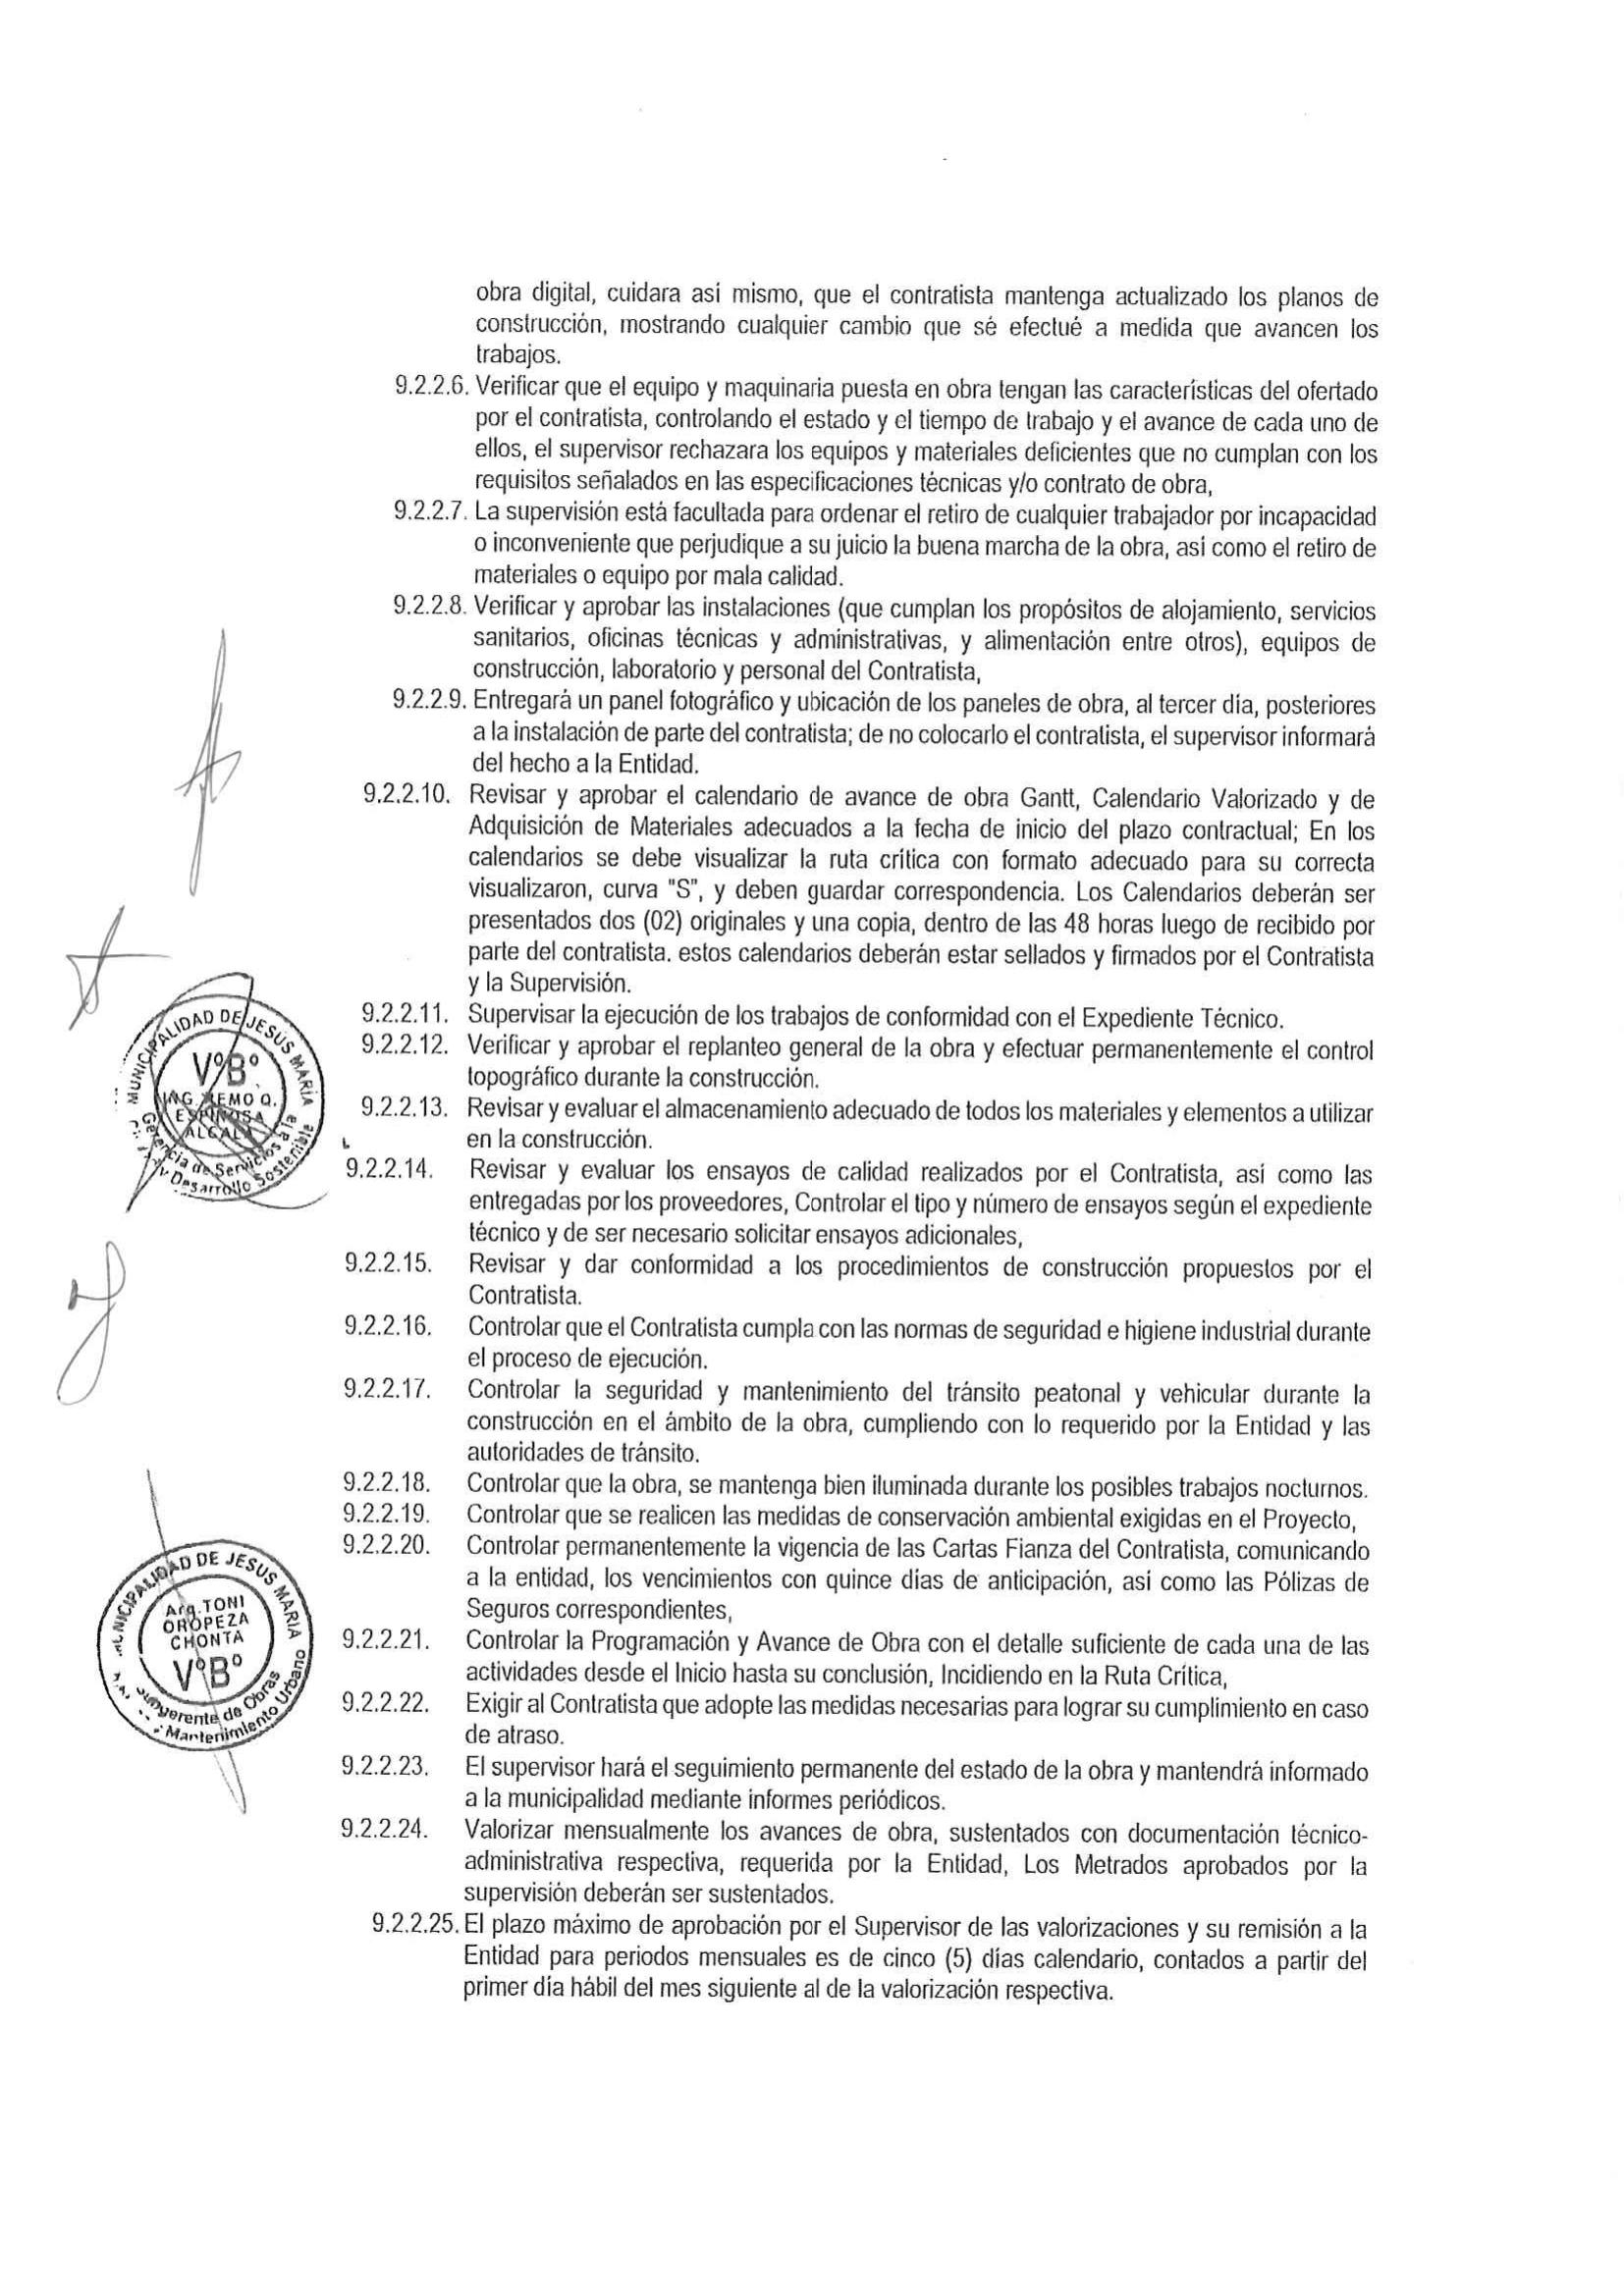 obra digital, cuidara así mismo, que el contratista mantenga actualizado los planos de
construcción, mostrando cualquier cambio que sé efectué a medida que avancen los
trabajos.
9.2.2.6. Verificar que el equipo y maquinaria puesta en obra tengan las características del ofertado
por el contratista, controlando el estado y el tiempo de trabajo y el avance de cada uno de
ellos, el supervisor rechazara los equipos y materiales deficientes que no cumplan con los
requisitos señalados en las especificaciones técnicas y/o contrato de obra,
9.2.2.7. La supervisión está facultada para ordenar el retiro de cualquier trabajador por incapacidad
o inconveniente que perjudique a su juicio la buena marcha de la obra, así como el retiro de
materiales o equipo por mala calidad.
9.2.2.8. Verificar y aprobar las instalaciones (que cumplan los propósitos de alojamiento, servicios
sanitarios, oficinas técnicas y administrativas, y alimentación entre otros), equipos de
construcción, laboratorio y personal del Contratista,
9.2.2.9. Entregará un panel fotográfico y ubicación de los paneles de obra, al tercer día, posteriores
a la instalación de parte del contratista; de no colocarlo el contratista, el supervisor informará
del hecho a la Entidad.
9.2.2.10. Revisar y aprobar el calendario de avance de obra Gantt, Calendario Valorizado y de
Adquisición de Materiales adecuados a la fecha de inicio del plazo contractual; En los
calendarios se debe visualizar la ruta crítica con formato adecuado para su correcta
visualizaron, curva "S", y deben guardar correspondencia. Los Calendarios deberán ser
presentados dos (02) originales y una copia, dentro de las 48 horas luego de recibido por
parte del contratista. estos calendarios deberán estar sellados y firmados por el Contratista
y la Supervisión.
9.2.2.11. Supervisar la ejecución de los trabajos de conformidad con el Expediente Técnico.
9.2.2.12. Verificar y aprobar el replanteo general de la obra y efectuar permanentemente el control
topográfico durante la construcción.
9.2.2.13. Revisar y evaluar el almacenamiento adecuado de todos los materiales y elementos a utilizar
en la construcción.
9.2.2.14. Revisar y evaluar los ensayos de calidad realizados por el Contratista, así como las
entregadas por los proveedores, Controlar el tipo y número de ensayos según el expediente
técnico y de ser necesario solicitar ensayos adicionales,
9.2.2.15. Revisar y dar conformidad a los procedimientos de construcción propuestos por el
Contratista.
9.2.2.16. Controlar que el Contratista cumpla con las normas de seguridad e higiene industrial durante
el proceso de ejecución.
9.2.2.17. Controlar la seguridad y mantenimiento del tránsito peatonal y vehicular durante la
construcción en el ámbito de la obra, cumpliendo con lo requerido por la Entidad y las
autoridades de tránsito.
9.2.2.18. Controlar que la obra, se mantenga bien iluminada durante los posibles trabajos nocturnos.
9.2.2.19. Controlar que se realicen las medidas de conservación ambiental exigidas en el Proyecto,
9.2.2.20. Controlar permanentemente la vigencia de las Cartas Fianza del Contratista, comunicando
a la entidad, los vencimientos con quince días de anticipación, así como las Pólizas de
Seguros correspondientes,
9.2.2.21. Controlar la Programación y Avance de Obra con el detalle suficiente de cada una de las
actividades desde el Inicio hasta su conclusión, Incidiendo en la Ruta Crítica,
9.2.2.22. Exigir al Contratista que adopte las medidas necesarias para lograr su cumplimiento en caso
de atraso.
9.2.2.23. El supervisor hará el seguimiento permanente del estado de la obra y mantendrá informado
a la municipalidad mediante informes periódicos.
9.2.2.24. Valorizar mensualmente los avances de obra, sustentados con documentación técnico-
administrativa respectiva, requerida por la Entidad, Los Metrados aprobados por la
supervisión deberán ser sustentados.
9.2.2.25. El plazo máximo de aprobación por el Supervisor de las valorizaciones y su remisión a la
Entidad para periodos mensuales es de cinco (5) días calendario, contados a partir del
primer día hábil del mes siguiente al de la valorización respectiva.
MUNICIPALIDAD DE JESÚS MARÍA
V°B°
ING. REMO Q.
ESPINOSA
ALCALA
Gerencia de Servicios a la
y Desarrollo Sostenible
MUNICIPALIDAD DE JESUS MARIA
Arq. TONI
OROPEZA
CHONTA
V°B°
Subgerente de Obras
Mantenimiento Urbano